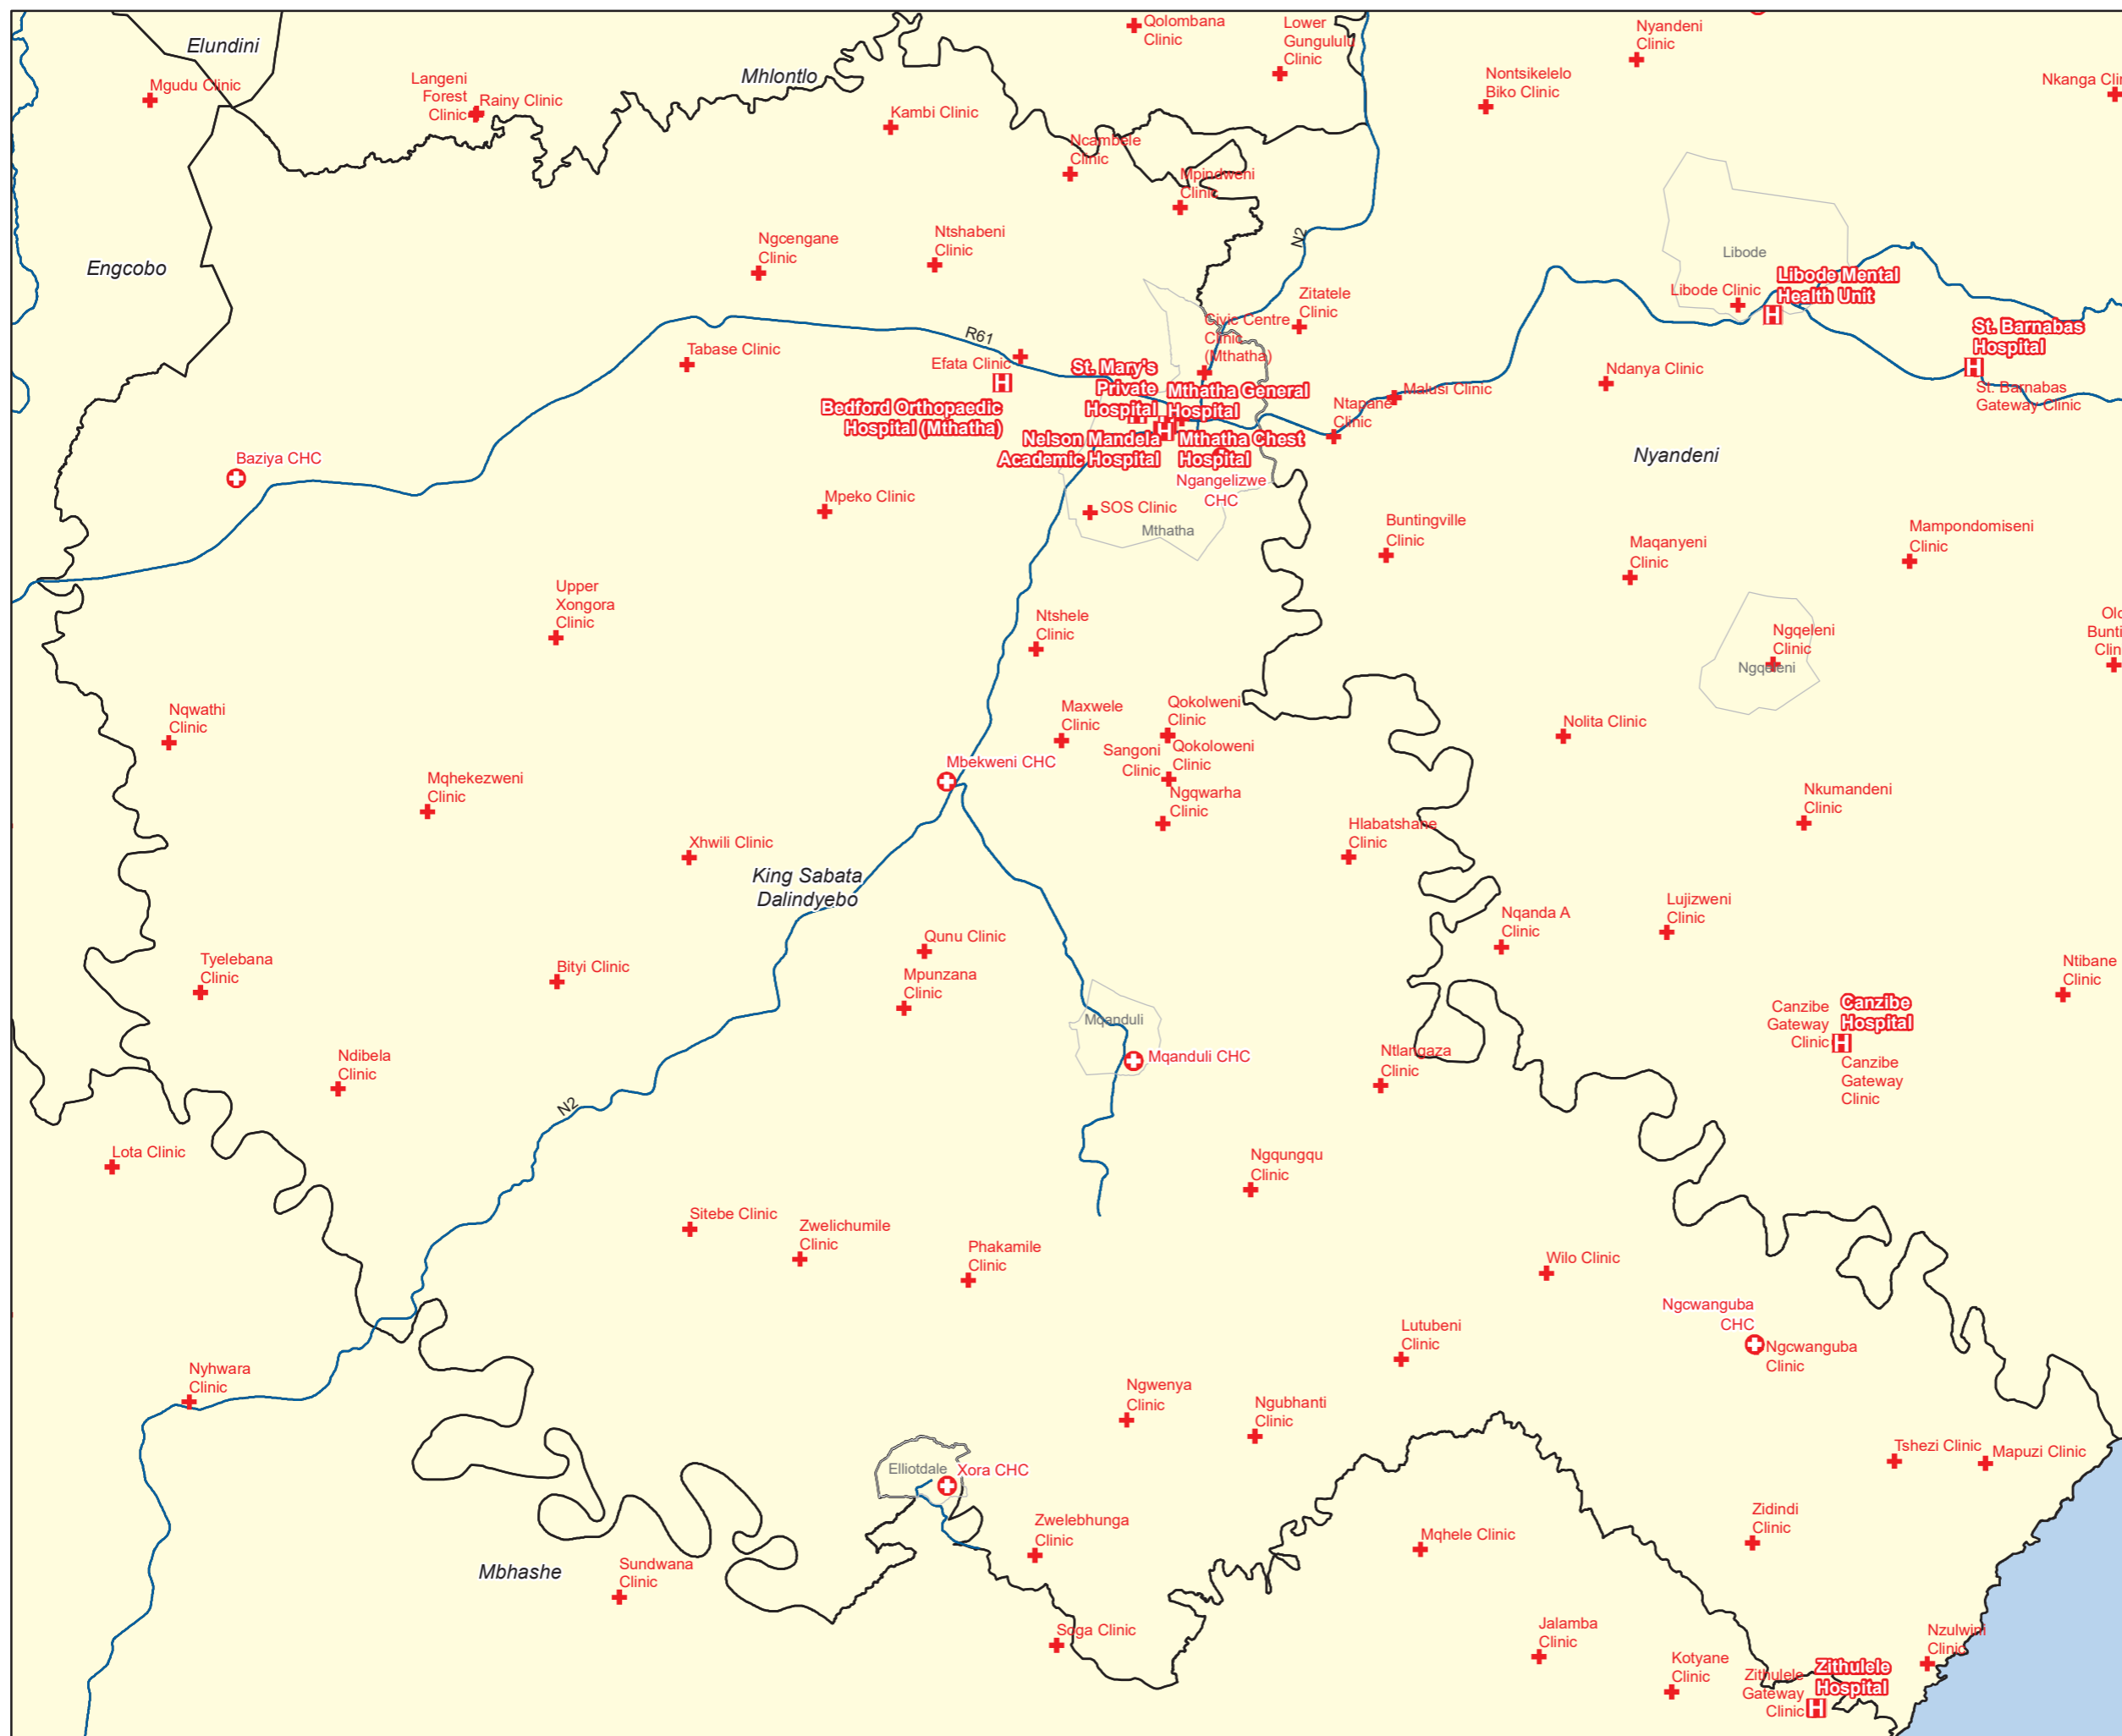 Elundini
Mgudu Clinic
Langeni
Forest
Clinic
Rainy Clinic
Mhlontlo
Kambi Clinic
Qolombana
Clinic
Lower
Gungululu
Clinic
Nyandeni
Clinic
Nontsikelelo
Biko Clinic
Nkanga Clin
Ncambele
Clinic
Mpindweni
Clinic
Engcobo
Ngcengane
Clinic
Ntshabeni
Clinic
N2
Zitatele
Clinic
Libode
Libode Clinic
Libode Mental
Health Unit
St. Barnabas
Hospital
St. Barnabas
Gateway Clinic
R61
Tabase Clinic
Efata Clinic
Civic Centre
Clinic
(Mthatha)
St. Mary's
Private
Hospital
Mthatha General
Hospital
Bedford Orthopaedic
Hospital (Mthatha)
Nelson Mandela
Academic Hospital
Mthatha Chest
Hospital
Ntapane
Clinic
Malusi Clinic
Ndanya Clinic
Nyandeni
Baziya CHC
Mpeko Clinic
Ngangelizwe
CHC
SOS Clinic
Mthatha
Buntingville
Clinic
Maqanyeni
Clinic
Mampondomiseni
Clinic
Upper
Xongora
Clinic
Ntshele
Clinic
Ngqeleni
Clinic
Ngqeleni
Bunti
Clin
Nqwathi
Clinic
Maxwele
Clinic
Qokolweni
Clinic
Nolita Clinic
Sangoni
Clinic
Qokoloweni
Clinic
Mbekweni CHC
Mqhekezweni
Clinic
Ngqwarha
Clinic
Nkumandeni
Clinic
Xhwili Clinic
Hlabatshane
Clinic
King Sabata
Dalindyebo
Lujizweni
Clinic
Nqanda A
Clinic
Qunu Clinic
Tyelebana
Clinic
Bityi Clinic
Mpunzana
Clinic
Ntibane
Clinic
Mqanduli
Canzibe
Gateway
Clinic
Canzibe
Hospital
Canzibe
Gateway
Clinic
Ndibela
Clinic
Mqanduli CHC
Ntlangaza
Clinic
N2
Lota Clinic
Ngqungqu
Clinic
Sitebe Clinic
Zwelichumile
Clinic
Phakamile
Clinic
Wilo Clinic
Ngcwanguba
CHC
Ngcwanguba
Clinic
Lutubeni
Clinic
Nyhwara
Clinic
Ngwenya
Clinic
Ngubhanti
Clinic
Tshezi Clinic
Mapuzi Clinic
Elliotdale
Xora CHC
Zwelebhunga
Clinic
Mqhele Clinic
Zidindi
Clinic
Mbhashe
Sundwana
Clinic
Soga Clinic
Jalamba
Clinic
Nzulwini
Clinic
Kotyane
Clinic
Zithulele
Gateway
Clinic
Zithulele
Hospital